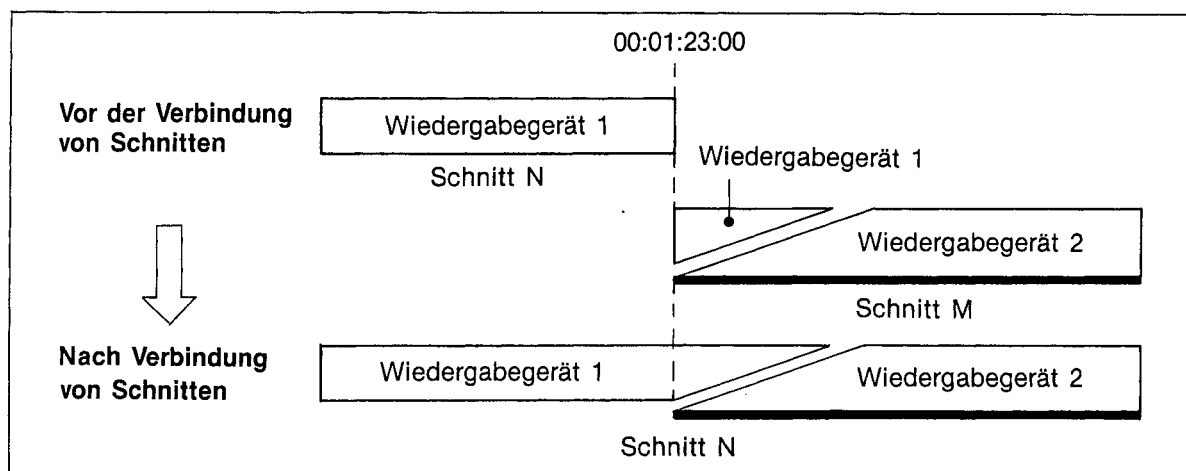 00:01:23:00
Vor der Verbindung
von Schnitten
Wiedergabegerät 1
Schnitt N
Wiedergabegerät 1
Wiedergabegerät 2
Schnitt M
Nach Verbindung
von Schnitten
Wiedergabegerät 1
Wiedergabegerät 2
Schnitt N